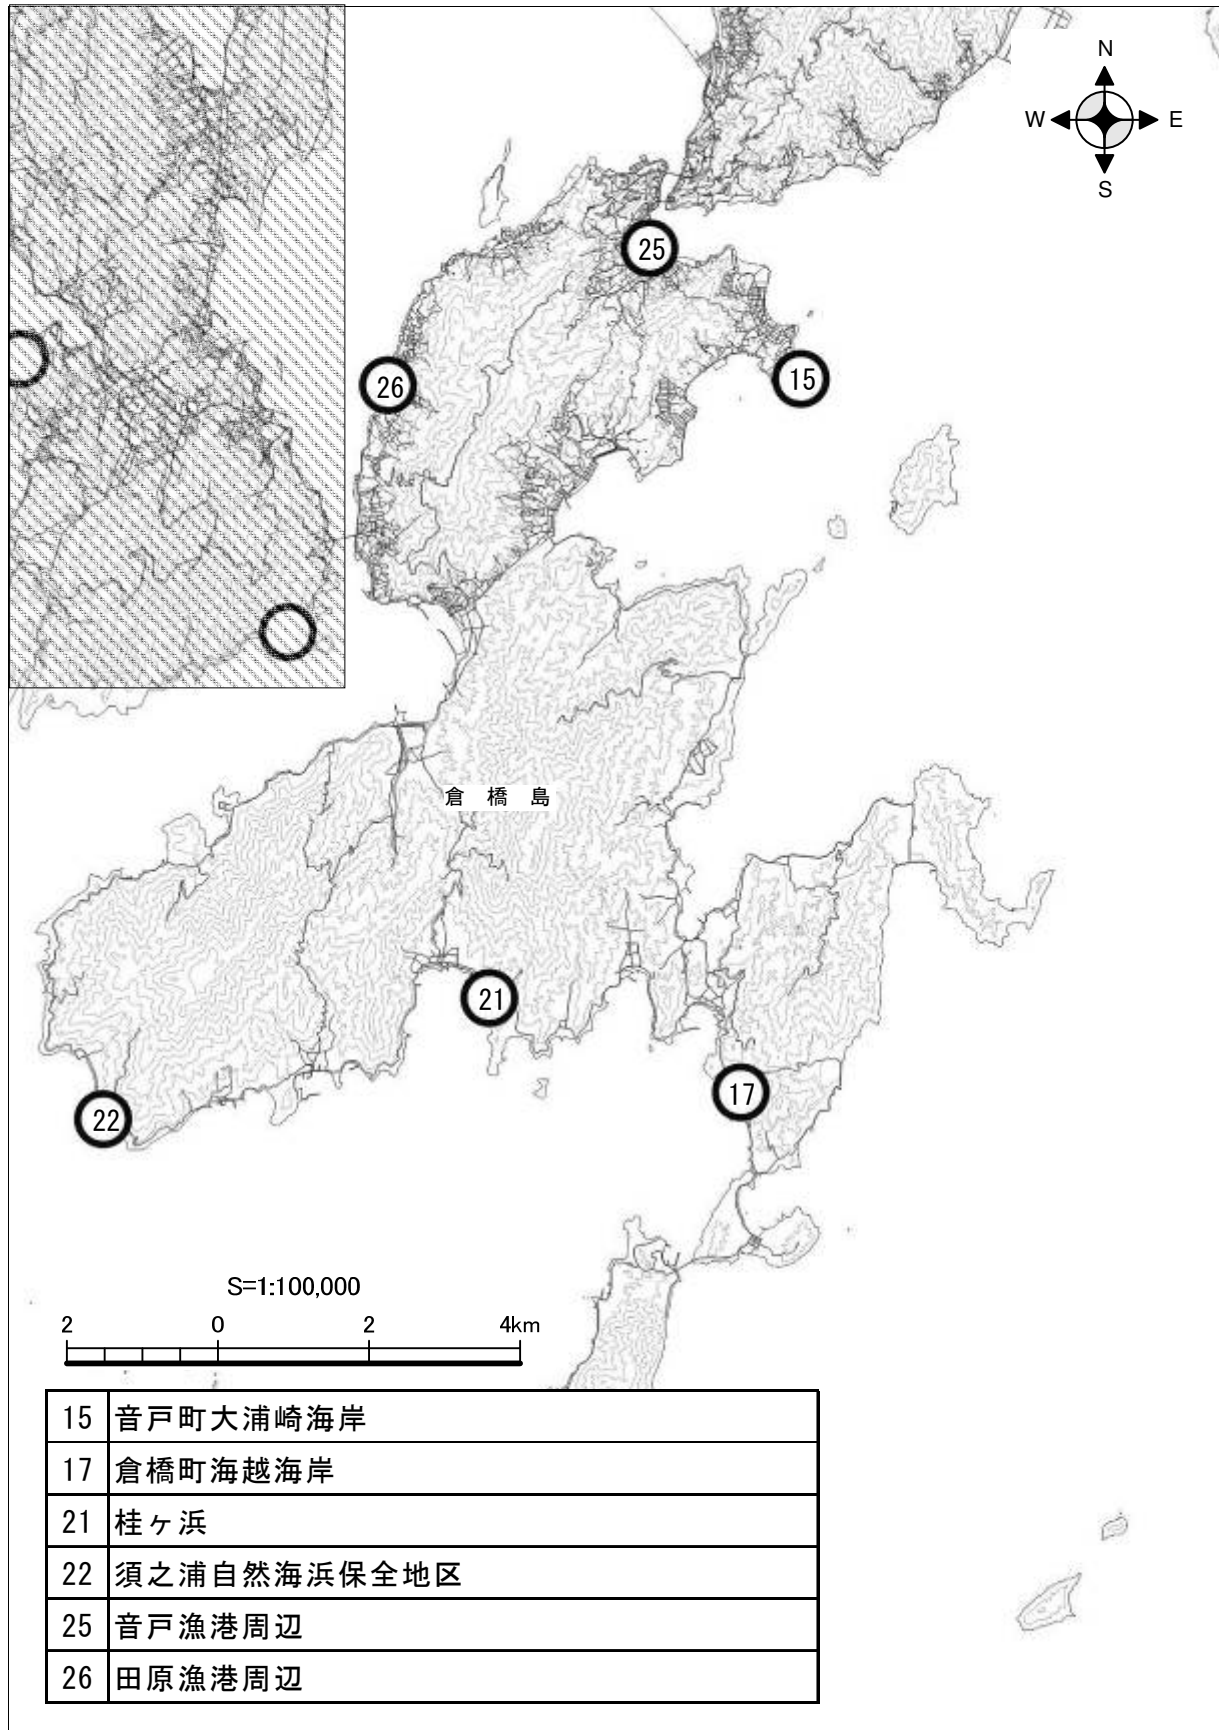 N
W E
S
25
26
15
倉 橋 島
21
17
22
S=1:100,000
2 0 2 4km
15 音戸町大浦崎海岸
17 倉橋町海越海岸
21 桂ヶ浜
22 須之浦自然海浜保全地区
25 音戸漁港周辺
26 田原漁港周辺